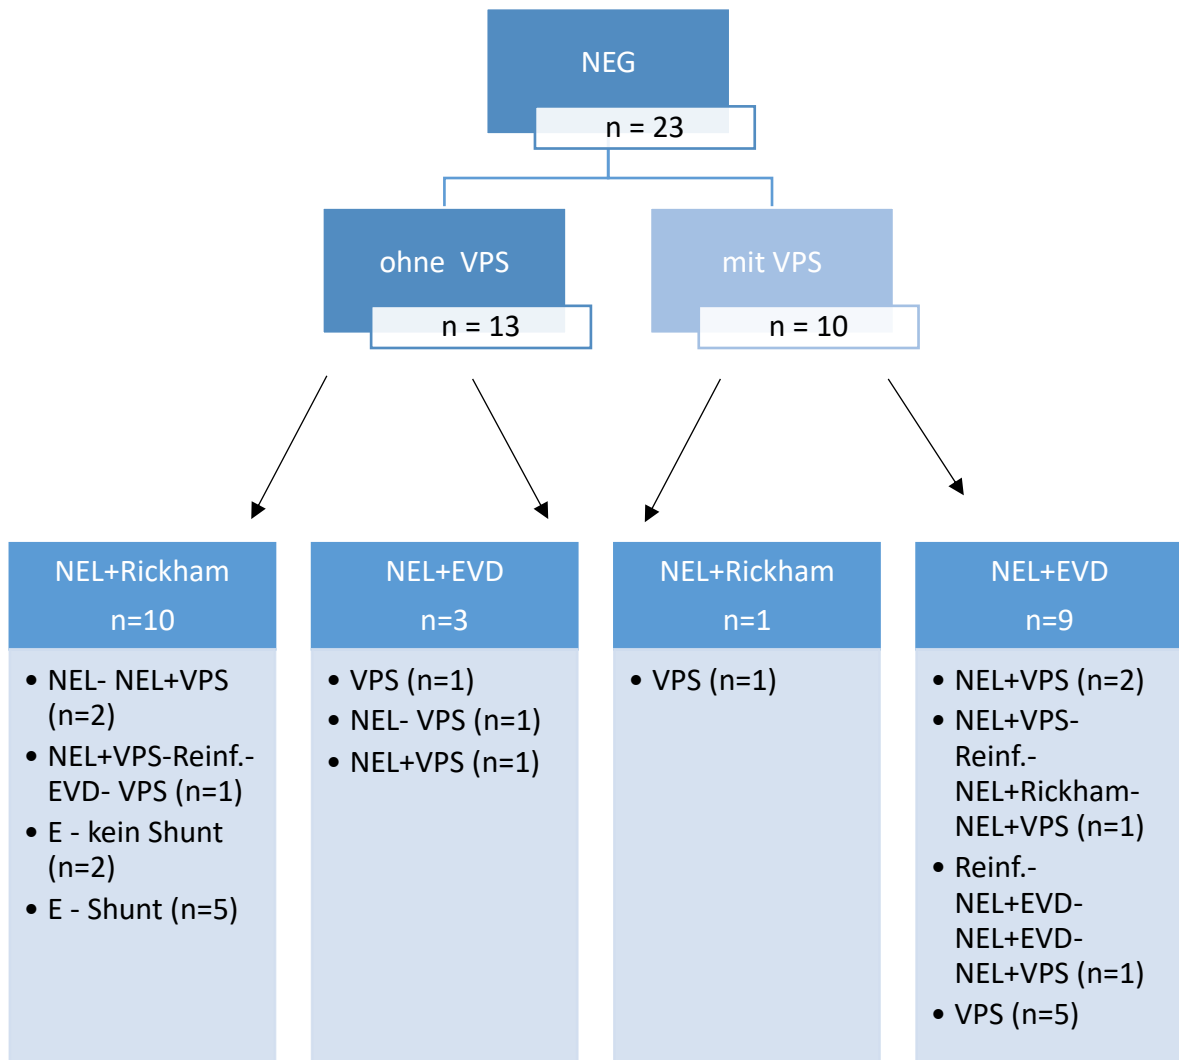 NEG
n = 23
ohne VPS
n = 13
mit VPS
n = 10
NEL+Rickham
n=10
• NEL- NEL+VPS
(n=2)
• NEL+VPS-Reinf.-
EVD- VPS (n=1)
• E - kein Shunt
(n=2)
• E - Shunt (n=5)
NEL+EVD
n=3
• VPS (n=1)
• NEL- VPS (n=1)
• NEL+VPS (n=1)
NEL+Rickham
n=1
• VPS (n=1)
NEL+EVD
n=9
• NEL+VPS (n=2)
• NEL+VPS-
Reinf.-
NEL+Rickham-
NEL+VPS (n=1)
• Reinf.-
NEL+EVD-
NEL+EVD-
NEL+VPS (n=1)
• VPS (n=5)